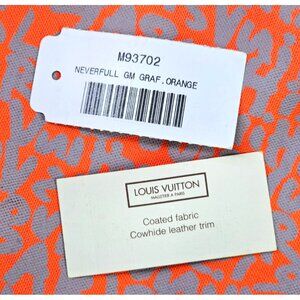 M93702
NEVERFULL GM GRAF.ORANGE
LOUIS VUITTON
MALLETIER A PARIS
Coated fabric
Cowhide leather trim